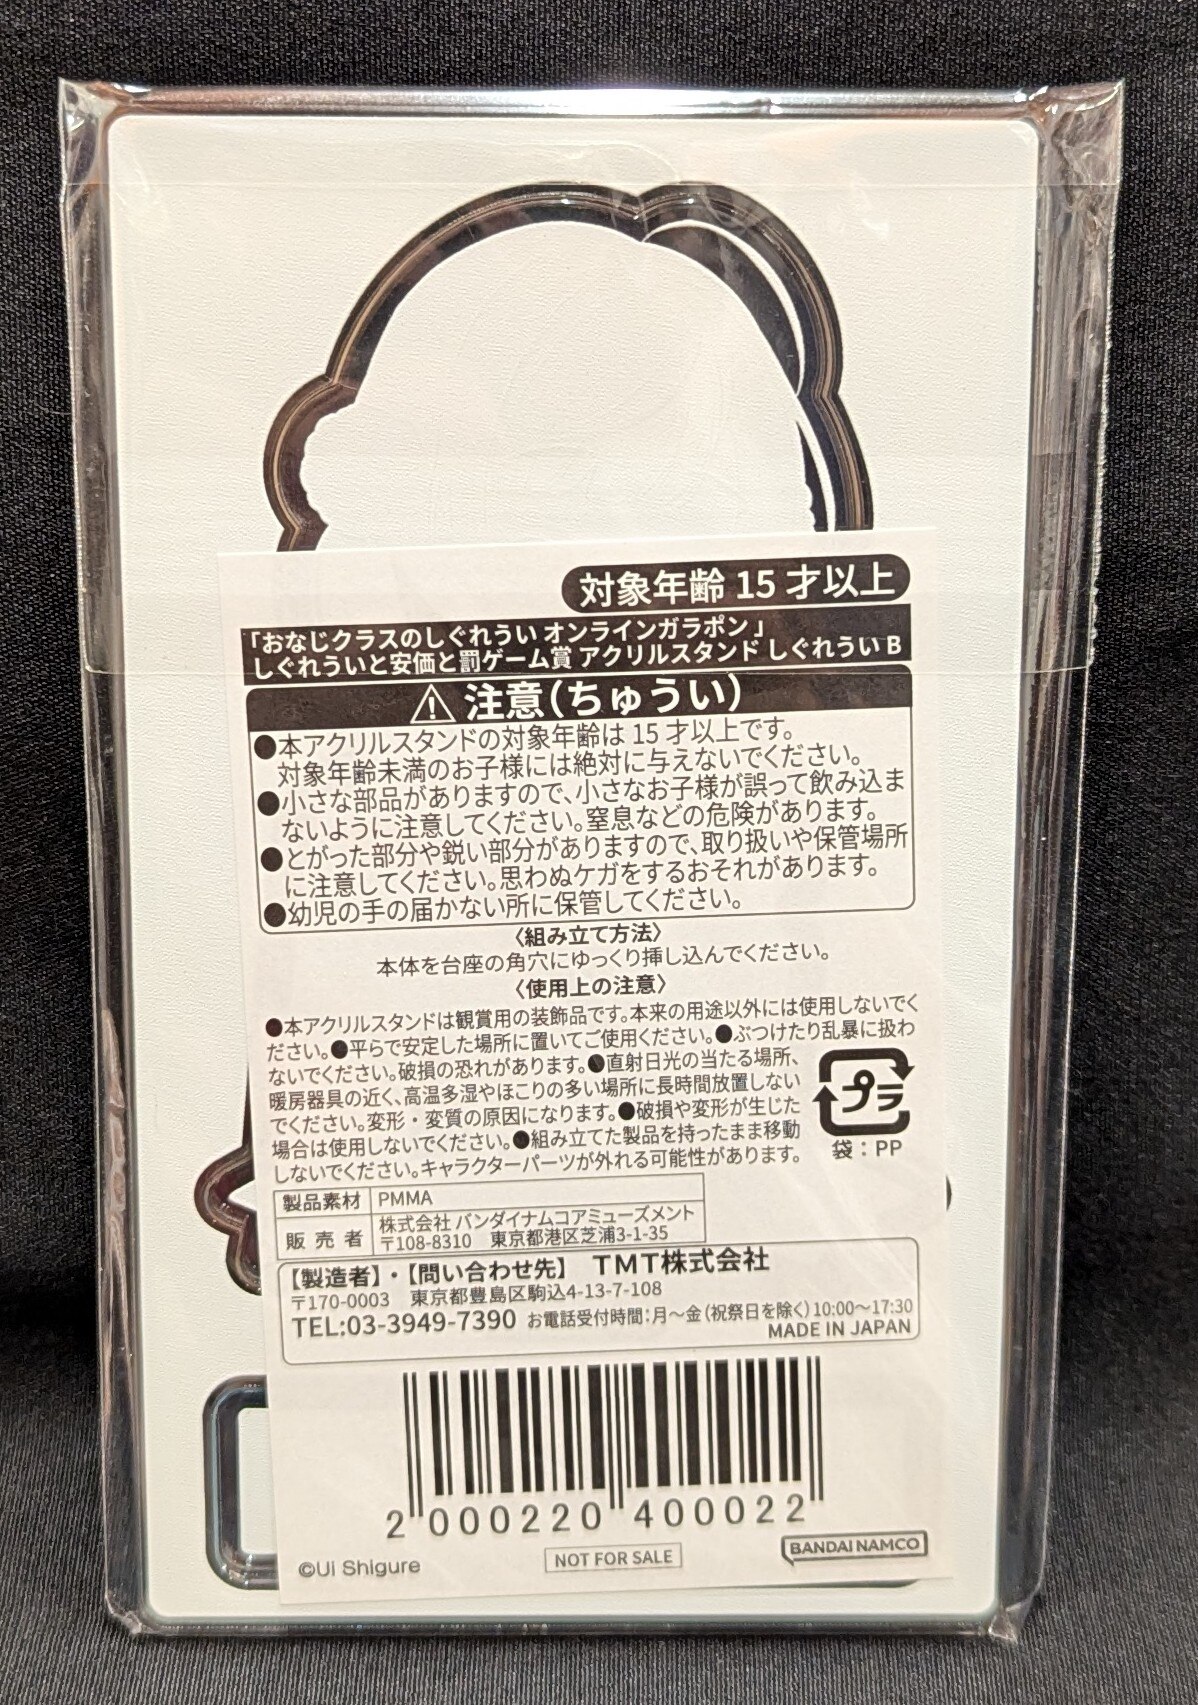 対象年齢 15 才以上
「おなじクラスのしぐれうい オンラインガラポン」
しぐれういと安価と罰ゲーム賞 アクリルスタンド しぐれうい B
注意(ちゅうい)
●本アクリルスタンドの対象年齢は 15 才以上です。
対象年齢未満のお子様には絶対に与えないでください。
●小さな部品がありますので、小さなお子様が誤って飲み込ま
ないように注意してください。窒息などの危険があります。
●とがった部分や鋭い部分がありますので、取り扱いや保管場所
に注意してください。思わぬケガをするおそれがあります。
●幼児の手の届かない所に保管してください。
〈組み立て方法〉
本体を台座の角穴にゆっくり挿し込んでください。
〈使用上の注意〉
●本アクリルスタンドは観賞用の装飾品です。本来の用途以外には使用しないでく
ださい。●平らで安定した場所に置いてご使用ください。●ぶつけたり乱暴に扱わ
ないでください。破損の恐れがあります。●直射日光の当たる場所、
暖房器具の近く、高温多湿やほこりの多い場所に長時間放置しない
でください。変形・変質の原因になります。●破損や変形が生じた
場合は使用しないでください。●組み立てた製品を持ったまま移動
しないでください。キャラクターパーツが外れる可能性があります。
プラ
袋：PP
製品素材 PMMA
販売者 株式会社 バンダイナムコアミューズメント
〒108-8310 東京都港区芝浦3-1-35
【製造者】・【問い合わせ先】 TMT株式会社
〒170-0003 東京都豊島区駒込4-13-7-108
TEL:03-3949-7390 お電話受付時間：月～金（祝祭日を除く）10:00～17:30
MADE IN JAPAN
2 000220 400022
©Ui Shigure
NOT FOR SALE
BANDAI NAMCO